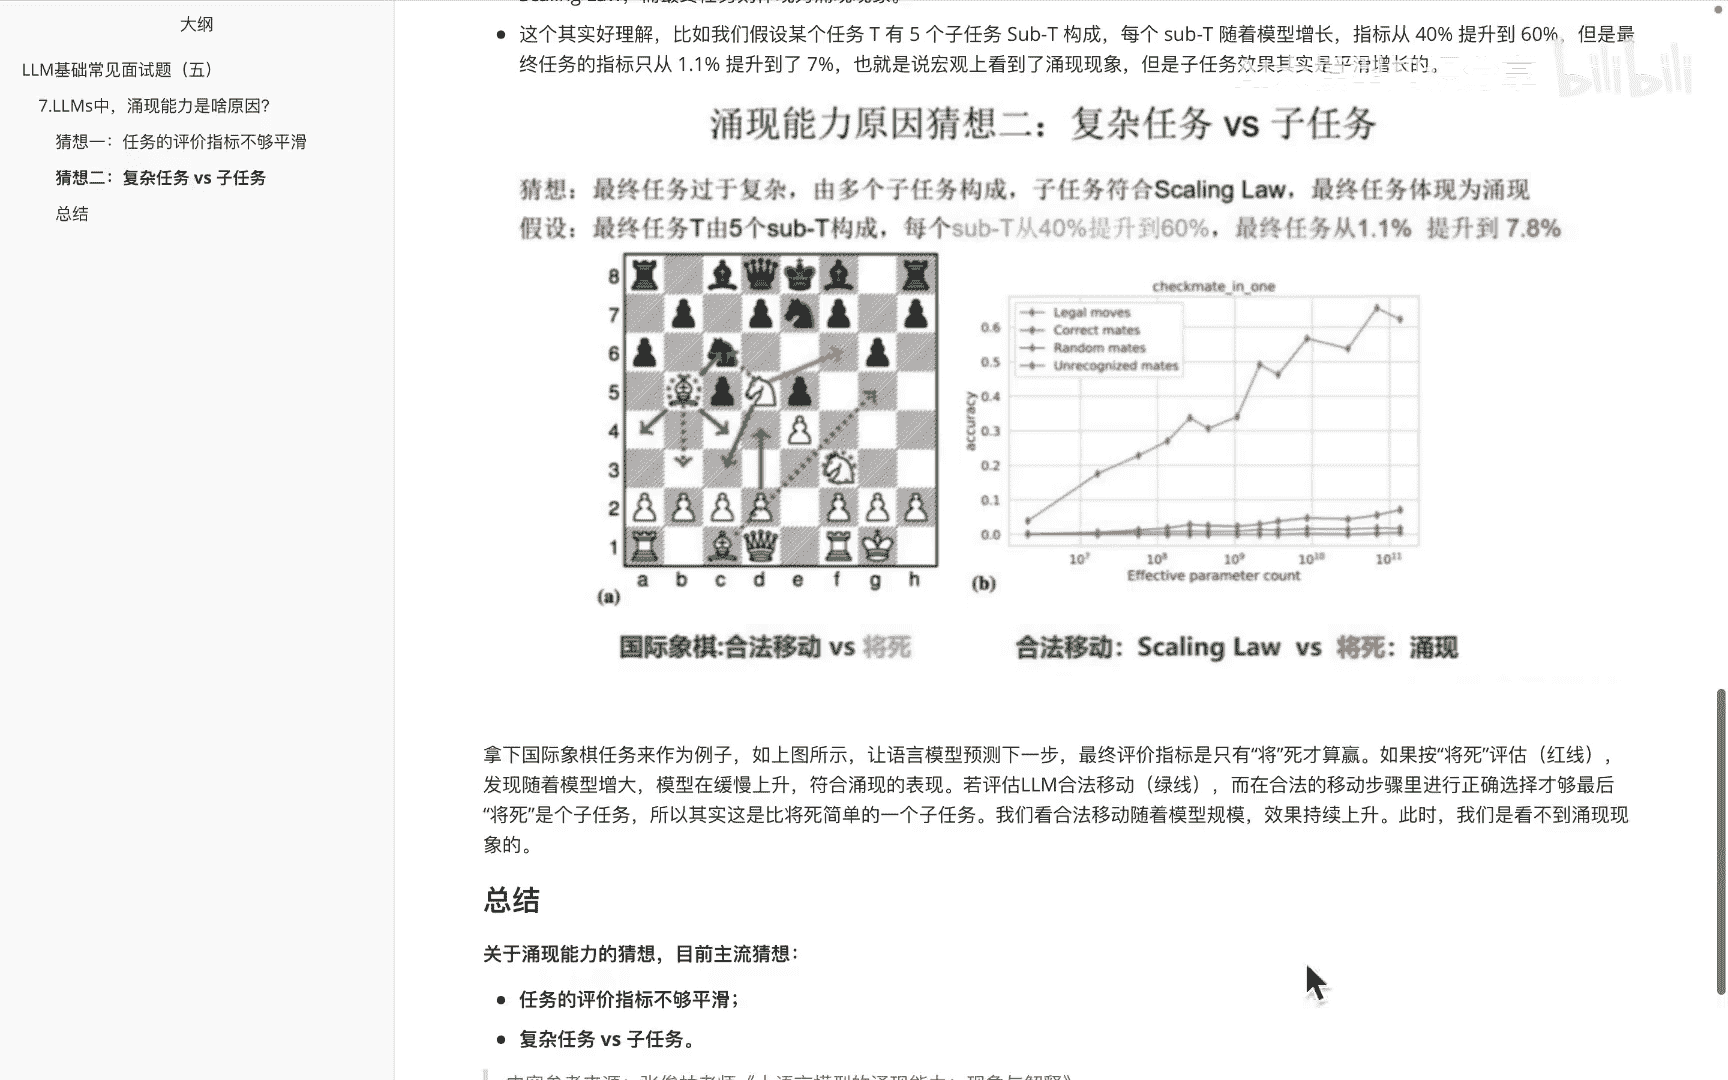 大纲
LLM基础常见面试题（五）
7.LLMs中，涌现能力是啥原因?
猜想一：任务的评价指标不够平滑
猜想二：复杂任务 vs 子任务
总结
这个其实好理解，比如我们假设某个任务 T 有 5 个子任务 Sub-T 构成，每个 sub-T 随着模型增长，指标从 40% 提升到 60%，但是最
终任务的指标只从 1.1% 提升到了 7%，也就是说宏观上看到了涌现现象，但是子任务效果其实是平滑增长的。
bilibili
涌现能力原因猜想二：复杂任务 vs 子任务
猜想：最终任务过于复杂，由多个子任务构成，子任务符合Scaling Law，最终任务体现为涌现
假设：最终任务T由5个sub-T构成，每个sub-T从40%提升到60%，最终任务从1.1% 提升到 7.8%
8
7
6
5
4
3
2
1
a b c d e f g h
(a)
checkmate_in_one
Legal moves
Correct mates
Random mates
Unrecognized mates
accuracy
0.6
0.5
0.4
0.3
0.2
0.1
0.0
10⁷ 10⁸ 10⁹ 10¹⁰ 10¹¹
Effective parameter count
(b)
国际象棋:合法移动 vs 将死
合法移动：Scaling Law vs 将死：涌现
拿下国际象棋任务来作为例子，如上图所示，让语言模型预测下一步，最终评价指标是只有“将”死才算赢。如果按“将死”评估（红线），
发现随着模型增大，模型在缓慢上升，符合涌现的表现。若评估LLM合法移动（绿线），而在合法的移动步骤里进行正确选择才够最后
“将死”是个子任务，所以其实这是比将死简单的一个子任务。我们看合法移动随着模型规模，效果持续上升。此时，我们是看不到涌现现
象的。
总结
关于涌现能力的猜想，目前主流猜想：
任务的评价指标不够平滑；
复杂任务 vs 子任务。